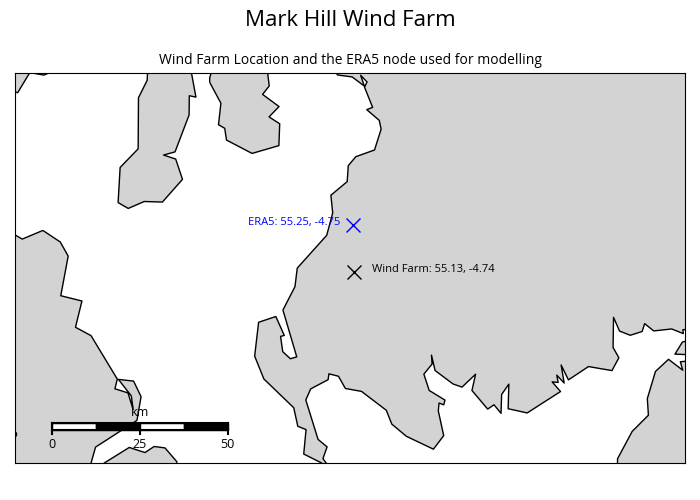 Mark Hill Wind Farm
Wind Farm Location and the ERA5 node used for modelling
ERA5: 55.25, -4.75
Wind Farm: 55.13, -4.74
km
0 25 50